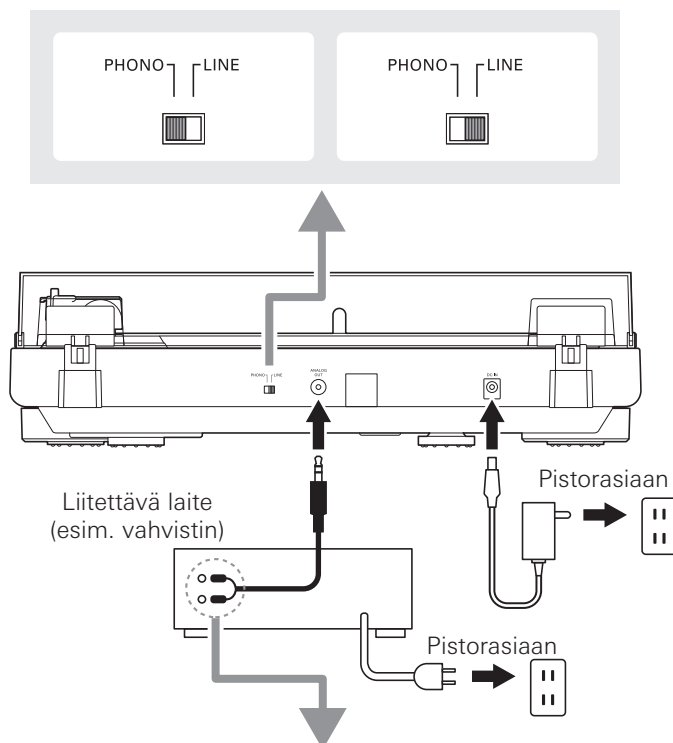 PHONO LINE
PHONO LINE
PHONO LINE
ANALOG
OUT
DC IN
Pistorasiaan
Liitettävä laite
(esim. vahvistin)
Pistorasiaan